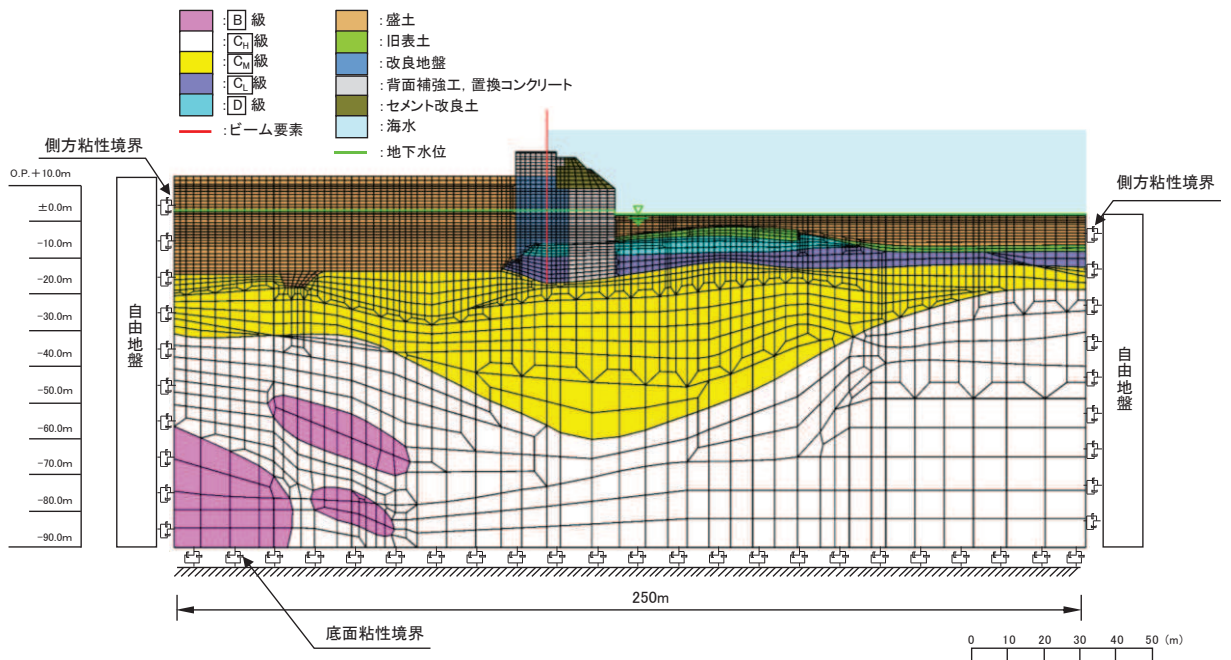 :B 級
:CH級
:CM級
:CL級
:D 級
:ビーム要素
:盛土
:旧表土
:改良地盤
:背面補強工, 置換コンクリート
:セメント改良土
:海水
:地下水位
側方粘性境界
側方粘性境界
O.P.+10.0m
±0.0m
-10.0m
-20.0m
-30.0m
-40.0m
-50.0m
-60.0m
-70.0m
-80.0m
-90.0m
自由地盤
自由地盤
250m
底面粘性境界
0 10 20 30 40 50 (m)